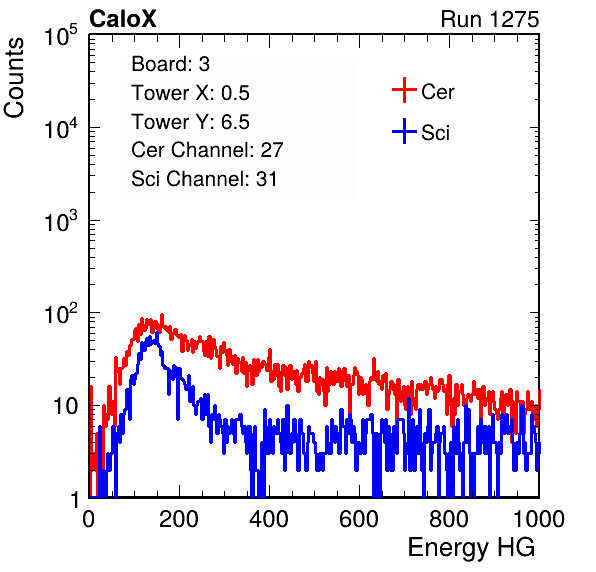 CaloX Run 1275
Counts
10^5
10^4
10^3
10^2
10
1
Board: 3
Tower X: 0.5
Tower Y: 6.5
Cer Channel: 27
Sci Channel: 31
Cer
Sci
0 200 400 600 800 1000
Energy HG